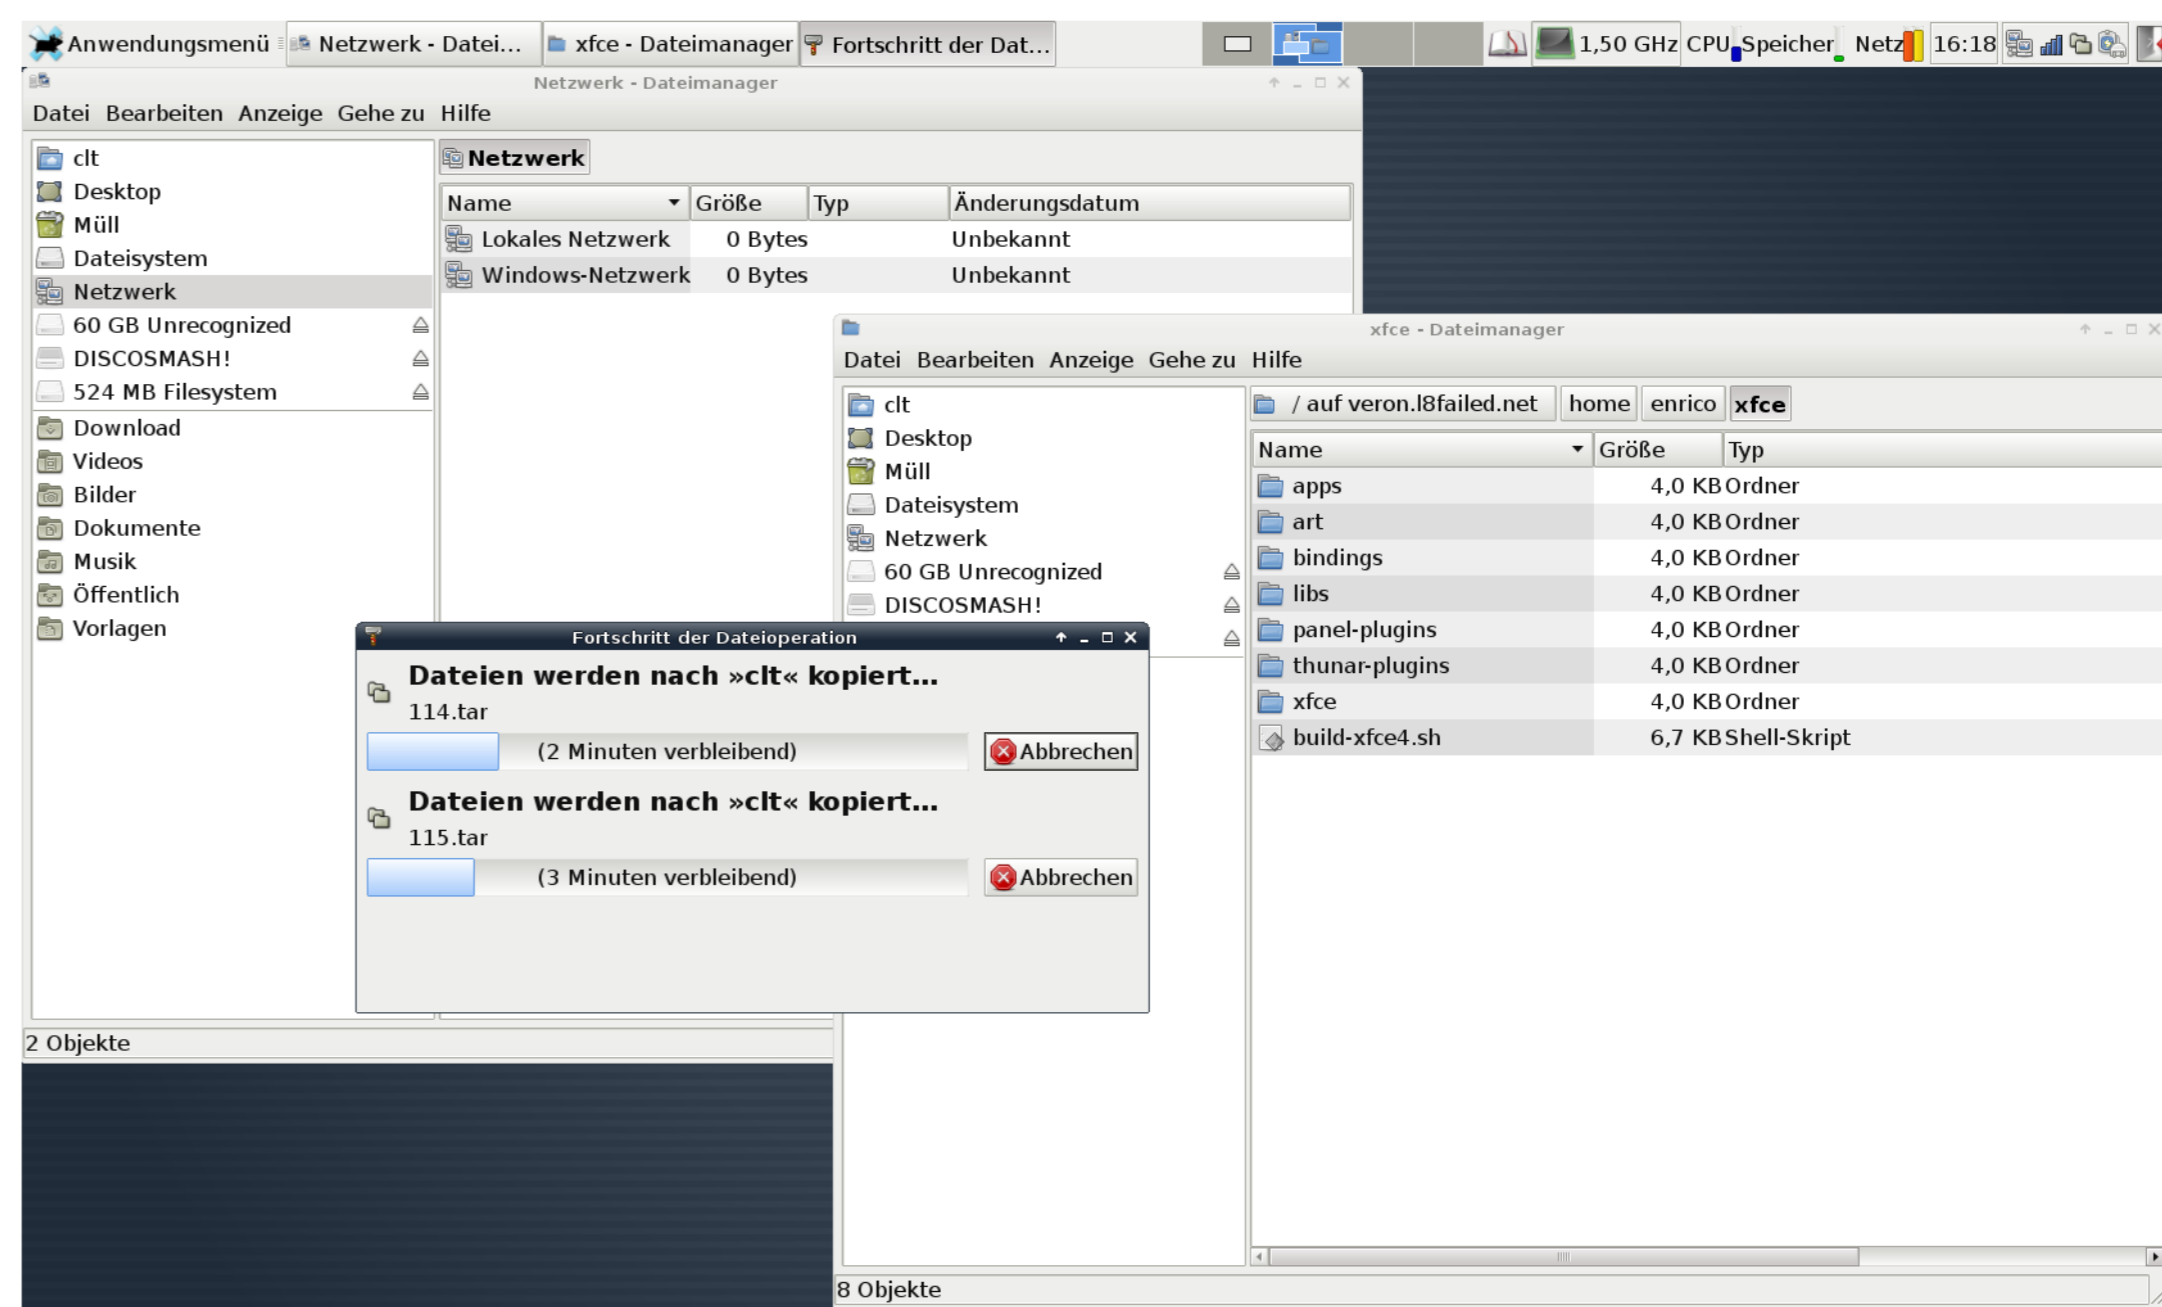 Anwendungsmenü Netzwerk - Datei... xfce - Dateimanager Fortschritt der Dat... 1,50 GHz CPU Speicher Netz 16:18
Netzwerk - Dateimanager
Datei Bearbeiten Anzeige Gehe zu Hilfe
clt
Desktop
Müll
Dateisystem
Netzwerk
60 GB Unrecognized
DISCOSMASH!
524 MB Filesystem
Download
Videos
Bilder
Dokumente
Musik
Öffentlich
Vorlagen
Netzwerk
Name Größe Typ Änderungsdatum
Lokales Netzwerk 0 Bytes Unbekannt
Windows-Netzwerk 0 Bytes Unbekannt
2 Objekte
xfce - Dateimanager
Datei Bearbeiten Anzeige Gehe zu Hilfe
clt
Desktop
Müll
Dateisystem
Netzwerk
60 GB Unrecognized
DISCOSMASH!
/ auf veron.l8failed.net home enrico xfce
Name Größe Typ
apps 4,0 KB Ordner
art 4,0 KB Ordner
bindings 4,0 KB Ordner
libs 4,0 KB Ordner
panel-plugins 4,0 KB Ordner
thunar-plugins 4,0 KB Ordner
xfce 4,0 KB Ordner
build-xfce4.sh 6,7 KB Shell-Skript
8 Objekte
Fortschritt der Dateioperation
Dateien werden nach »clt« kopiert...
114.tar
(2 Minuten verbleibend) Abbrechen
Dateien werden nach »clt« kopiert...
115.tar
(3 Minuten verbleibend) Abbrechen